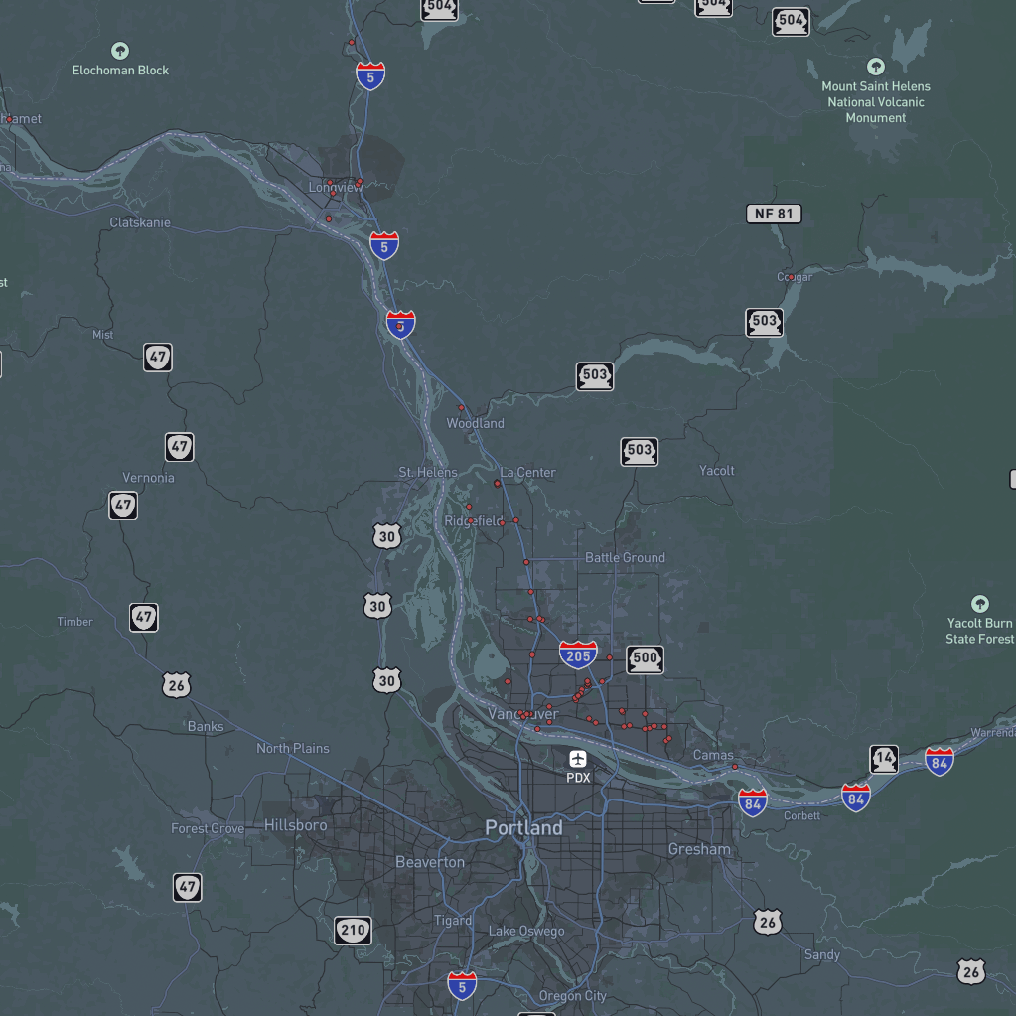 504
504
504
Elochoman Block
5
Mount Saint Helens
National Volcanic
Monument
Longview
NF 81
Clatskanie
5
Cougar
st
5
503
Mist
47
503
Woodland
47
503
St. Helens
La Center
Yacolt
Vernonia
47
Ridgefield
30
Battle Ground
30
47
Timber
Yacolt Burn
State Forest
205
500
30
26
Vancouver
Banks
North Plains
Camas
14
84
PDX
84
84
Corbett
Portland
Forest Grove
Hillsboro
Beaverton
Gresham
47
Tigard
210
Lake Oswego
26
Sandy
26
5
Oregon City